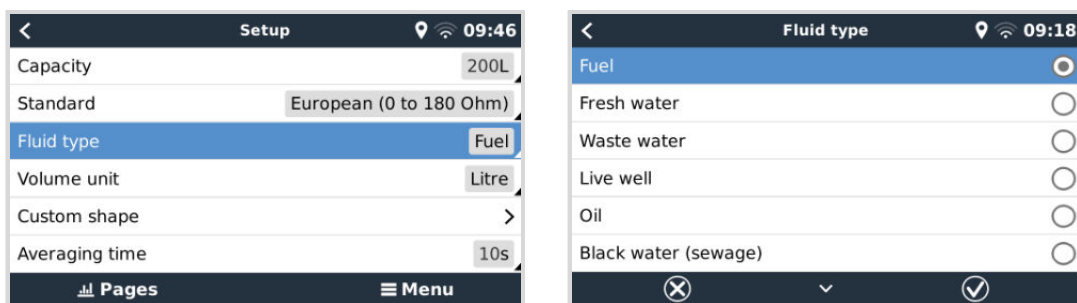 Setup 09:46
Capacity 200L
Standard European (0 to 180 Ohm)
Fluid type Fuel
Volume unit Litre
Custom shape
Averaging time 10s
Pages Menu
Fluid type 09:18
Fuel
Fresh water
Waste water
Live well
Oil
Black water (sewage)